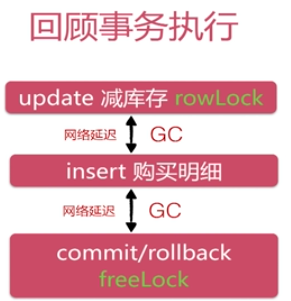 回顾事务执行
update 减库存 rowLock
网络延迟 GC
insert 购买明细
网络延迟 GC
commit/rollback
freeLock